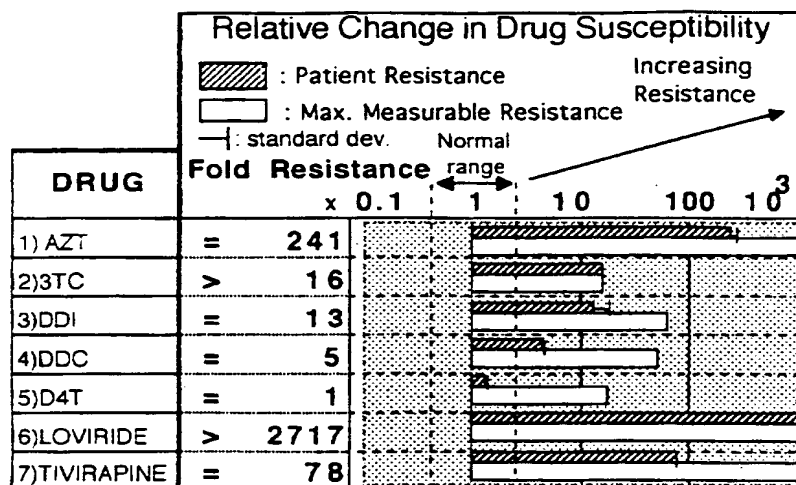 Relative Change in Drug Susceptibility
: Patient Resistance
: Max. Measurable Resistance
: standard dev.
Increasing
Resistance
Normal
range
DRUG Fold Resistance
x 0.1 1 10 100 10³
1) AZT = 241
2)3TC > 16
3)DDI = 13
4)DDC = 5
5)D4T = 1
6)LOVIRIDE > 2717
7)TIVIRAPINE = 78